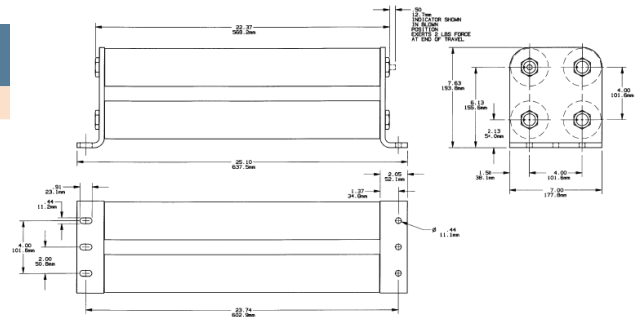 22.37
568.2mm
.50
12.7mm
INDICATOR SHOWN
IN BLOWN
POSITION
EXERTS 2 LBS FORCE
AT END OF TRAVEL
7.63
193.8mm
6.13
155.6mm
2.13
54.0mm
4.00
101.6mm
1.50
38.1mm
4.00
101.6mm
7.00
177.8mm
25.10
637.5mm
2.05
52.1mm
.91
23.1mm
.44
11.2mm
1.37
34.8mm
Ø .44
11.1mm
4.00
101.6mm
2.00
50.8mm
23.74
602.9mm